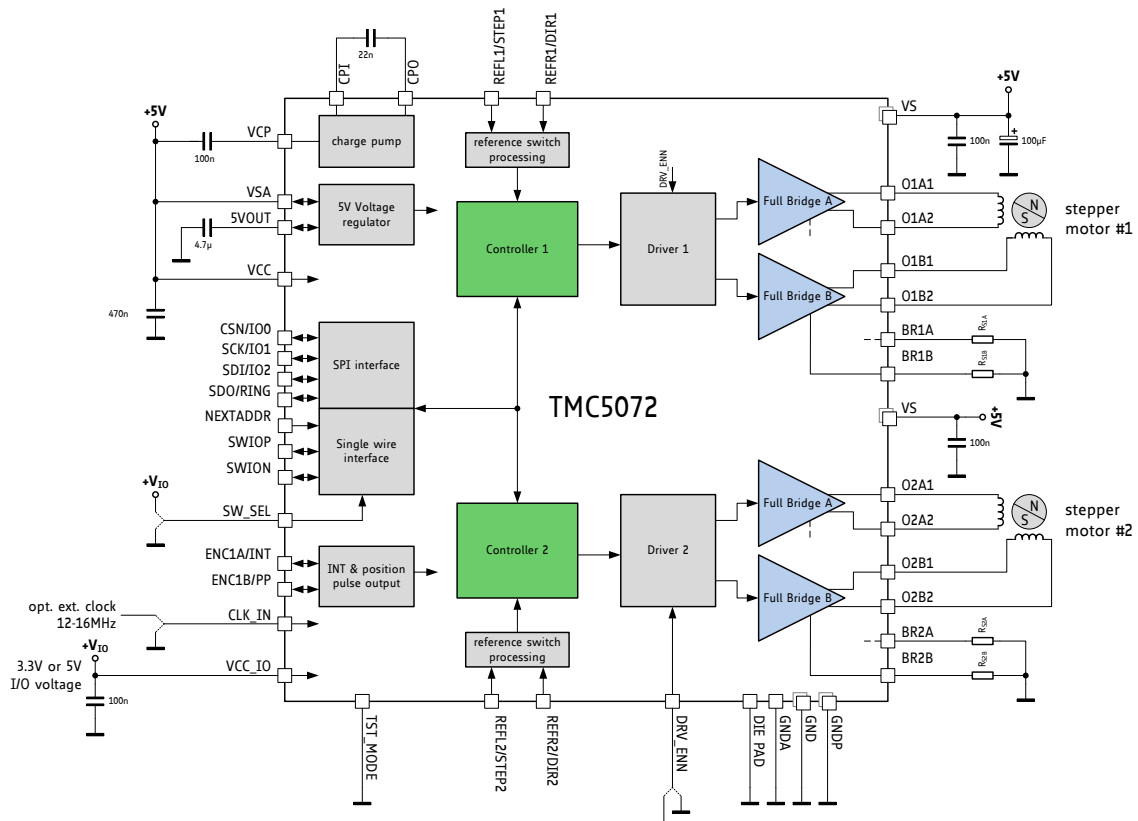 22n
CPI
CPO
REFL1/STEP1
REFR1/DIR1
+5V
VCP
100n
charge pump
reference switch
processing
VS
+5V
100n
+
100µF
VSA
5VOUT
4.7µ
5V Voltage
regulator
DRV_ENN
Controller 1
Driver 1
Full Bridge A
Full Bridge B
O1A1
O1A2
O1B1
O1B2
N
S
stepper
motor #1
VCC
470n
BR1A
BR1B
RS1A
RS1B
CSN/IO0
SCK/IO1
SDI/IO2
SDO/RING
SPI interface
TMC5072
VS
+5V
100n
NEXTADDR
SWIOP
SWION
Single wire
interface
+VIO
SW_SEL
Controller 2
Driver 2
Full Bridge A
Full Bridge B
O2A1
O2A2
O2B1
O2B2
N
S
stepper
motor #2
ENC1A/INT
ENC1B/PP
INT & position
pulse output
opt. ext. clock
12-16MHz
CLK_IN
reference switch
processing
BR2A
BR2B
RS2A
RS2B
+VIO
3.3V or 5V
I/O voltage
VCC_IO
100n
TST_MODE
REFL2/STEP2
REFR2/DIR2
DRV_ENN
DIE PAD
GNDA
GND
GNDP